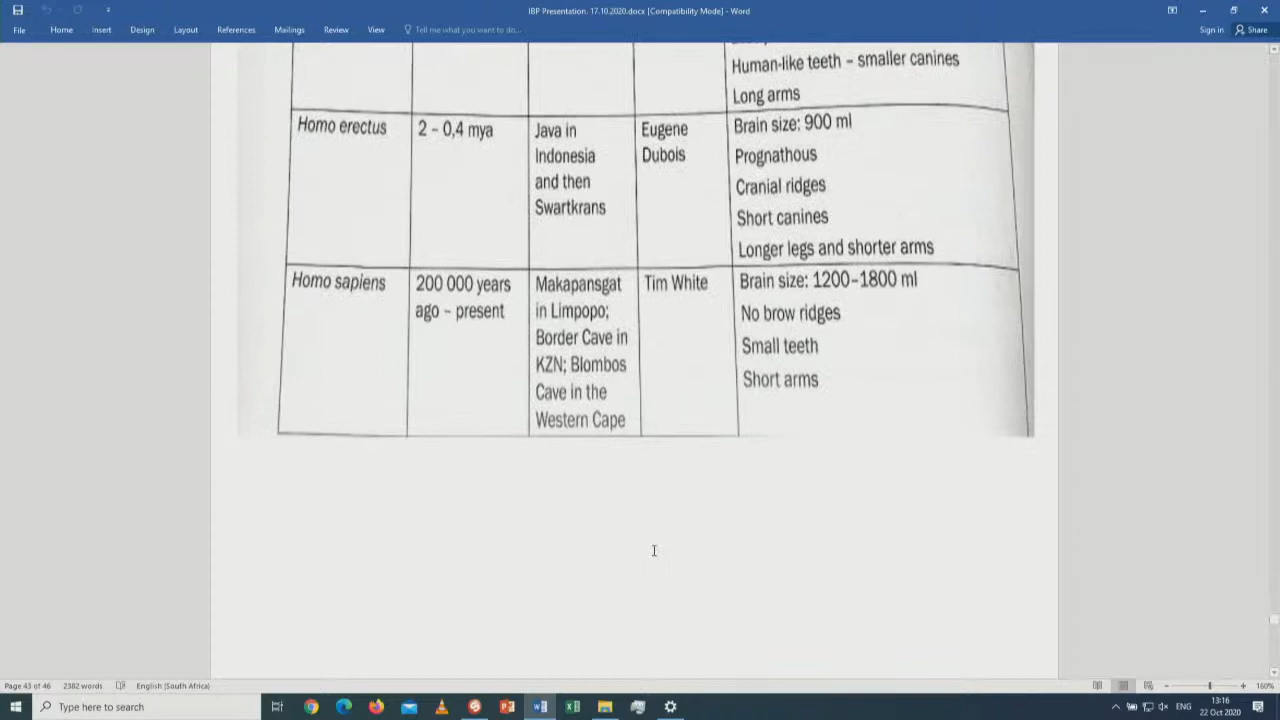 IBP Presentation. 17.10.2020.docx [Compatibility Mode] - Word
File Home Insert Design Layout References Mailings Review View Tell me what you want to do... Sign in Share
Human-like teeth – smaller canines
Long arms
Homo erectus
2 – 0,4 mya
Java in
Indonesia
and then
Swartkrans
Eugene
Dubois
Brain size: 900 ml
Prognathous
Cranial ridges
Short canines
Longer legs and shorter arms
Homo sapiens
200 000 years
ago – present
Makapansgat
in Limpopo;
Border Cave in
KZN; Blombos
Cave in the
Western Cape
Tim White
Brain size: 1200–1800 ml
No brow ridges
Small teeth
Short arms
Page 43 of 46 2382 words English (South Africa) 160%
Type here to search
ENG
13:16
22 Oct 2020